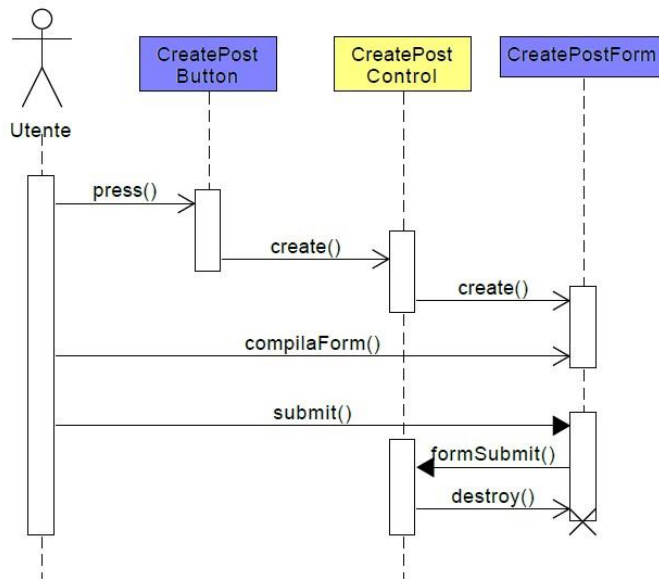 CreatePost
Button
CreatePost
Control
CreatePostForm
Utente
press()
create()
create()
compilaForm()
submit()
formSubmit()
destroy()